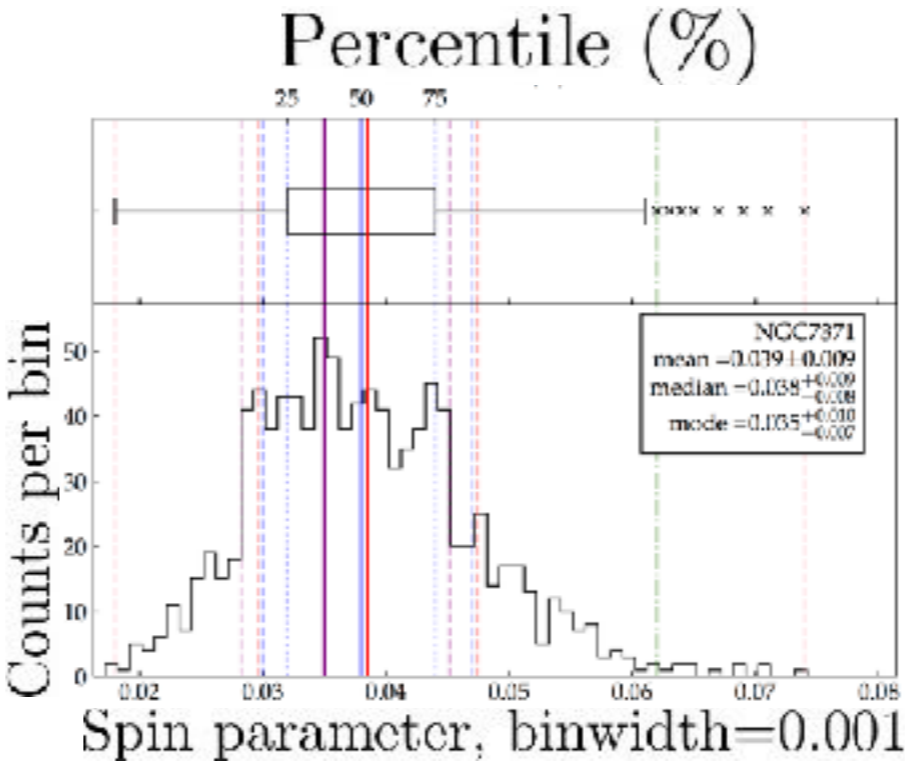 Percentile (%)
25 50 75
Counts per bin
50
40
30
20
10
0
NGC7371
mean =0.039±0.009
median =0.038+0.009 −0.008
mode =0.035+0.010 −0.007
0.02 0.03 0.04 0.05 0.06 0.07 0.08
Spin parameter, binwidth=0.001